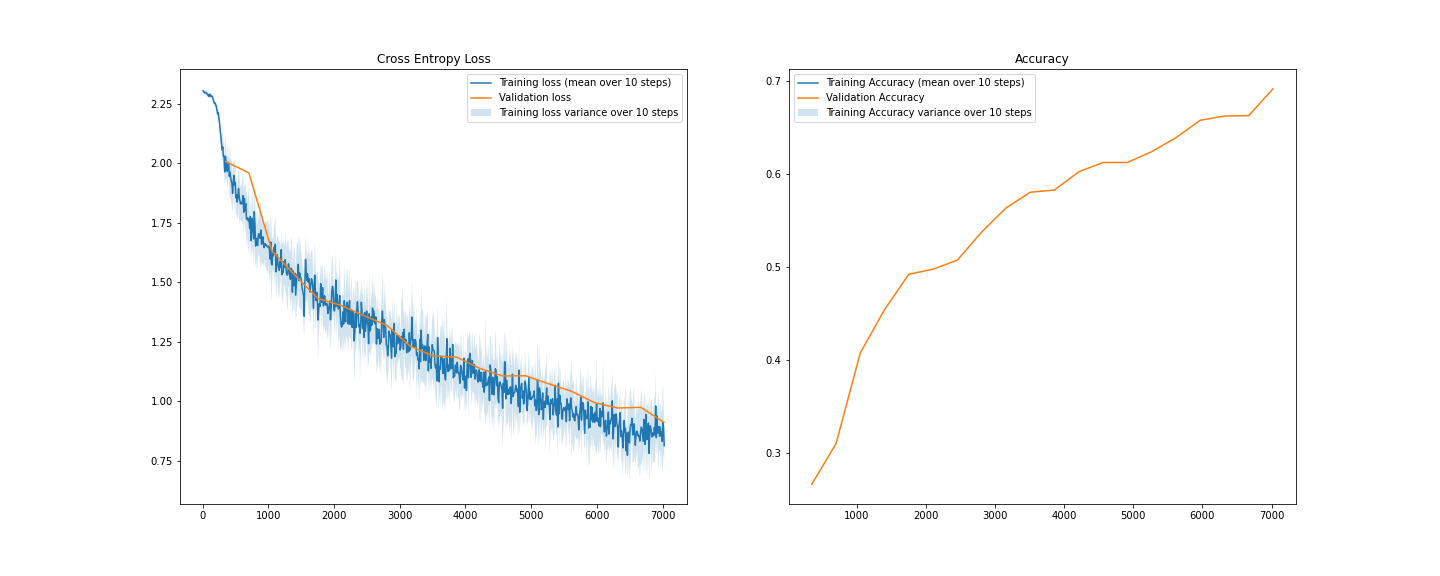 Cross Entropy Loss
Training loss (mean over 10 steps)
Validation loss
Training loss variance over 10 steps
2.25
2.00
1.75
1.50
1.25
1.00
0.75
0 1000 2000 3000 4000 5000 6000 7000
Accuracy
Training Accuracy (mean over 10 steps)
Validation Accuracy
Training Accuracy variance over 10 steps
0.7
0.6
0.5
0.4
0.3
1000 2000 3000 4000 5000 6000 7000